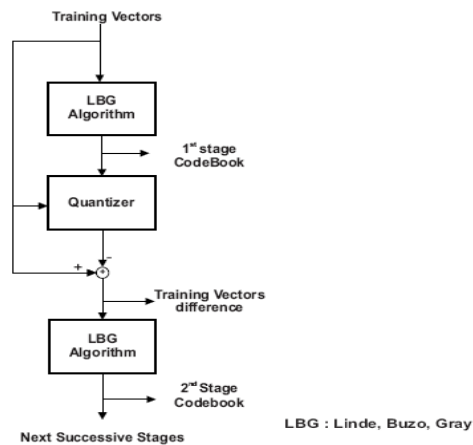 Training Vectors
LBG
Algorithm
1st stage
CodeBook
Quantizer
-
+
*
Training Vectors
difference
LBG
Algorithm
2nd Stage
Codebook
Next Successive Stages
LBG : Linde, Buzo, Gray